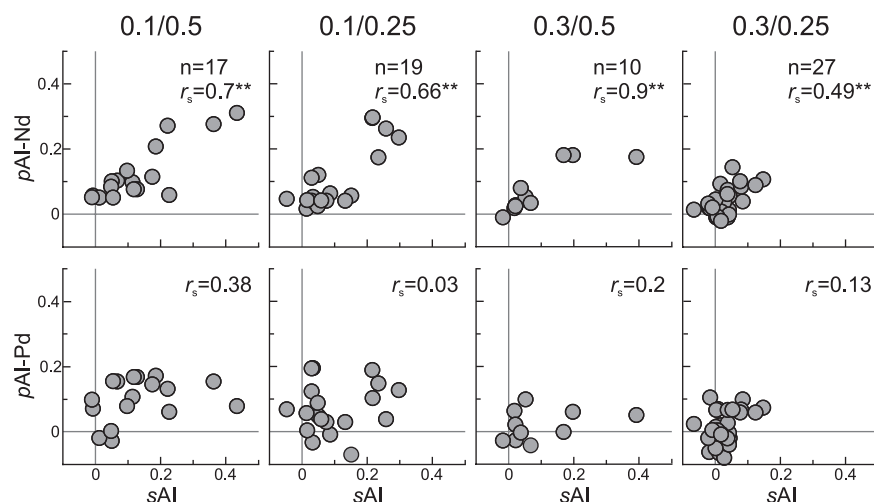 0.1/0.5 0.1/0.25 0.3/0.5 0.3/0.25
n=17 n=19 n=10 n=27
rs=0.7** rs=0.66** rs=0.9** rs=0.49**
pAI-Nd
0.4
0.2
0
rs=0.38 rs=0.03 rs=0.2 rs=0.13
pAI-Pd
0.4
0.2
0
0 0.2 0.4 0 0.2 0.4 0 0.2 0.4 0 0.2 0.4
sAI sAI sAI sAI